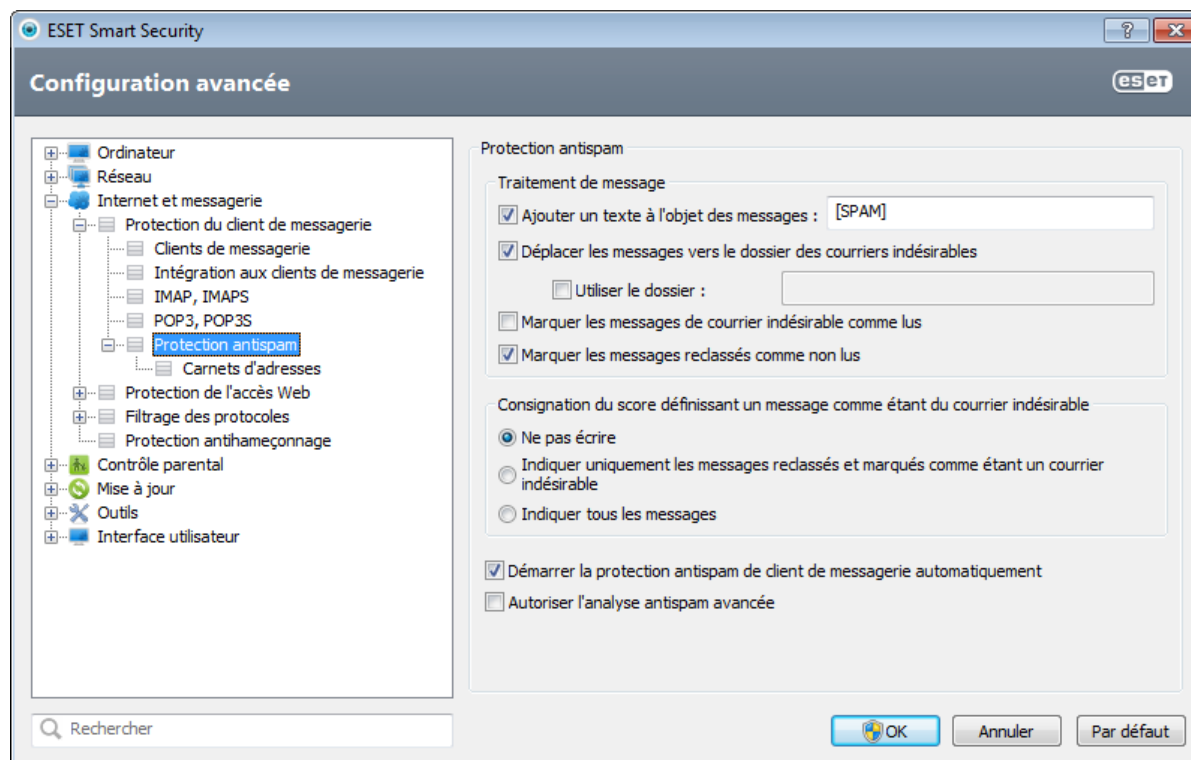 ESET Smart Security
Configuration avancée
eset
Ordinateur
Réseau
Internet et messagerie
Protection du client de messagerie
Clients de messagerie
Intégration aux clients de messagerie
IMAP, IMAPS
POP3, POP3S
Protection antispam
Carnets d'adresses
Protection de l'accès Web
Filtrage des protocoles
Protection antihameçonnage
Contrôle parental
Mise à jour
Outils
Interface utilisateur
Rechercher
Protection antispam
Traitement de message
Ajouter un texte à l'objet des messages : [SPAM]
Déplacer les messages vers le dossier des courriers indésirables
Utiliser le dossier :
Marquer les messages de courrier indésirable comme lus
Marquer les messages reclassés comme non lus
Consignation du score définissant un message comme étant du courrier indésirable
Ne pas écrire
Indiquer uniquement les messages reclassés et marqués comme étant un courrier
indésirable
Indiquer tous les messages
Démarrer la protection antispam de client de messagerie automatiquement
Autoriser l'analyse antispam avancée
OK Annuler Par défaut